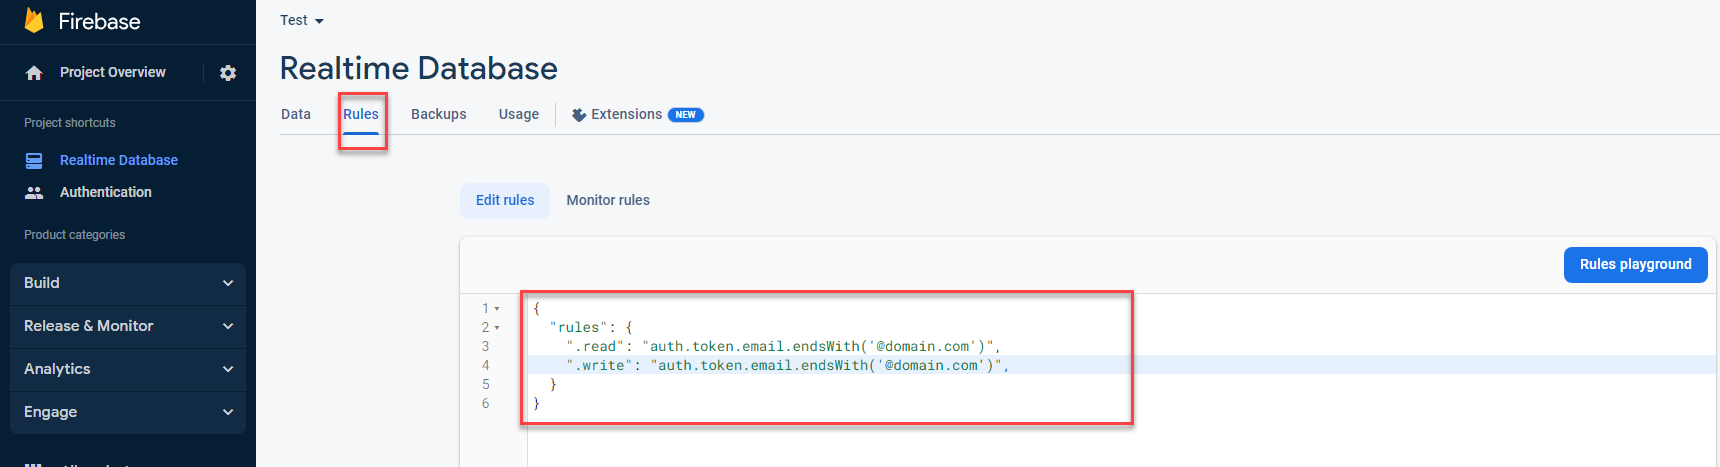 Firebase
Project Overview
Project shortcuts
Realtime Database
Authentication
Product categories
Build
Release & Monitor
Analytics
Engage
Test
Realtime Database
Data Rules Backups Usage Extensions NEW
Edit rules Monitor rules
Rules playground
1 {
2 "rules": {
3 ".read": "auth.token.email.endsWith('@domain.com')",
4 ".write": "auth.token.email.endsWith('@domain.com')",
5 }
6 }